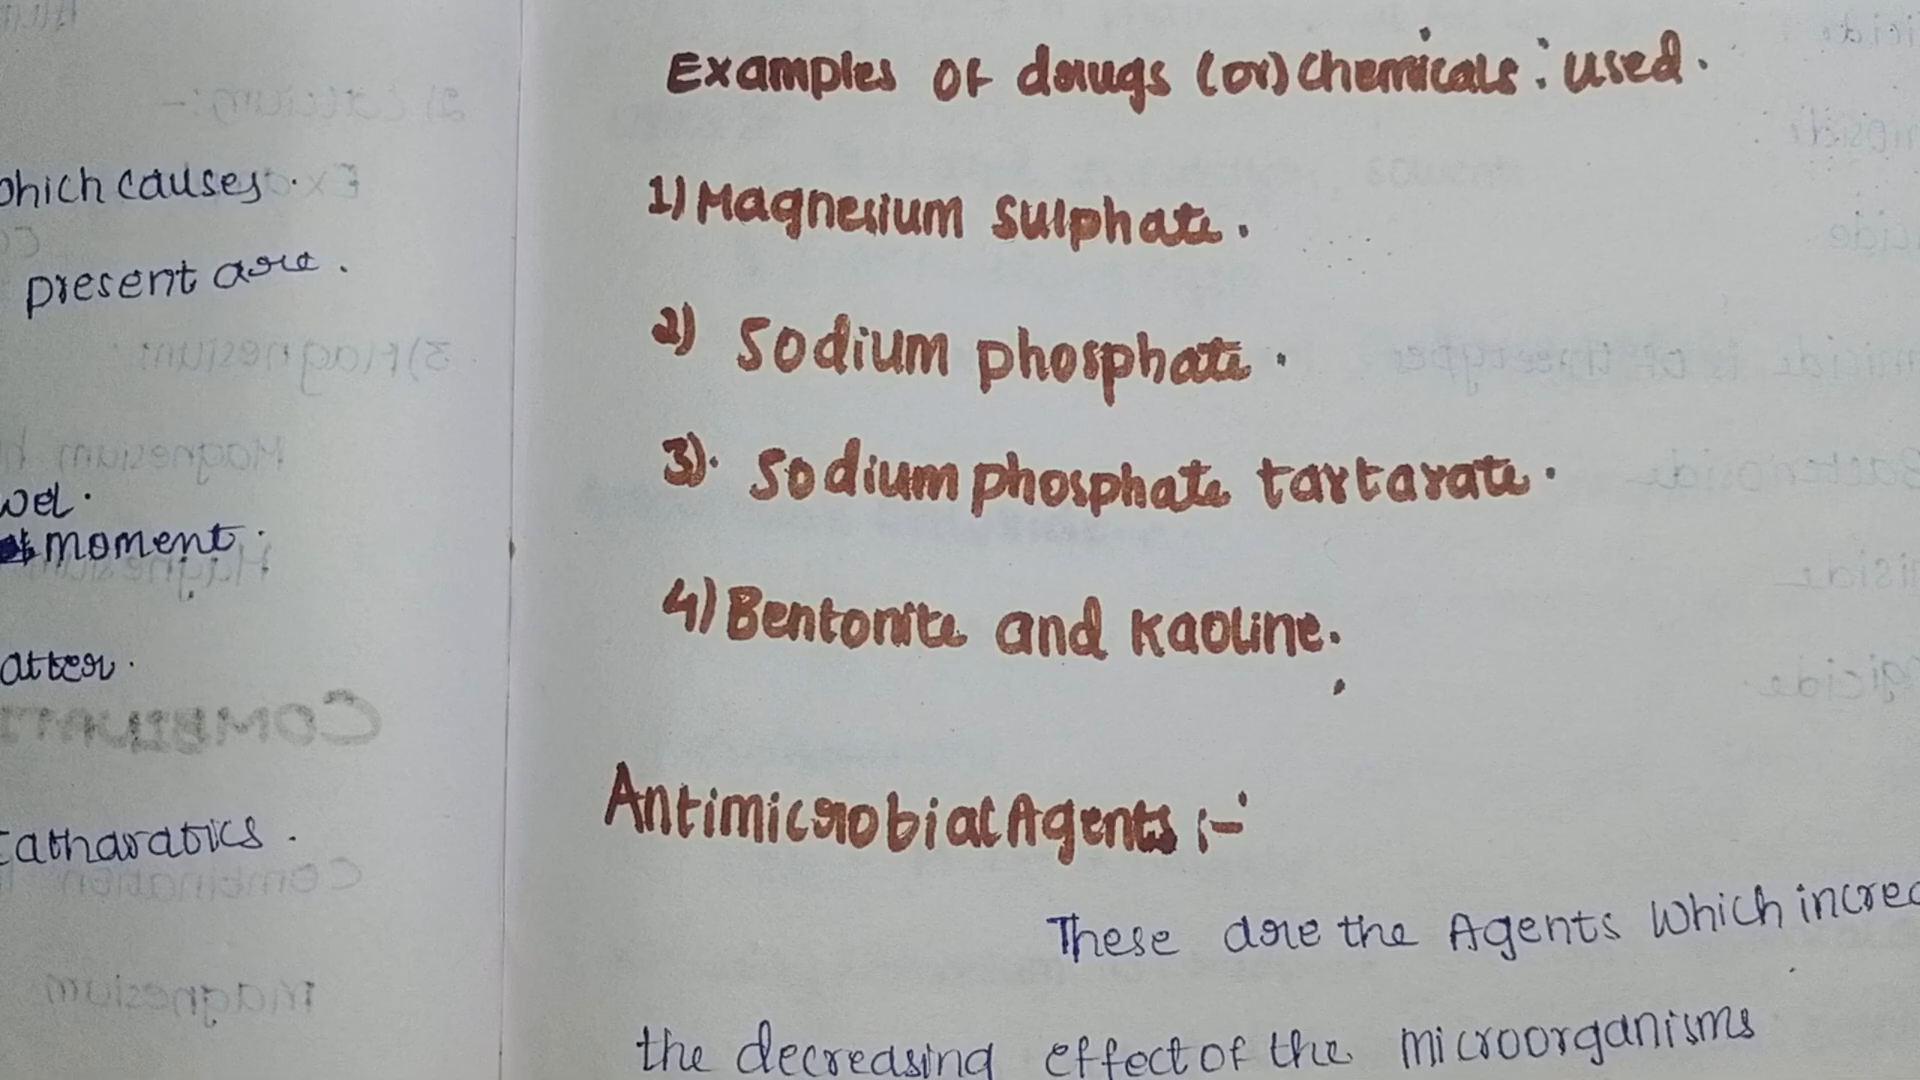 which causes.
present are.
wel.
moment.
atter.
catharatics.
Examples of drugs (or) chemicals: used.
1) Magnesium sulphate.
2) Sodium phosphate.
3). Sodium phosphate tartarate.
4) Bentonite and Kaoline.
Antimicrobial Agents :-
These are the Agents which increa
the decreasing effect of the microorganisms